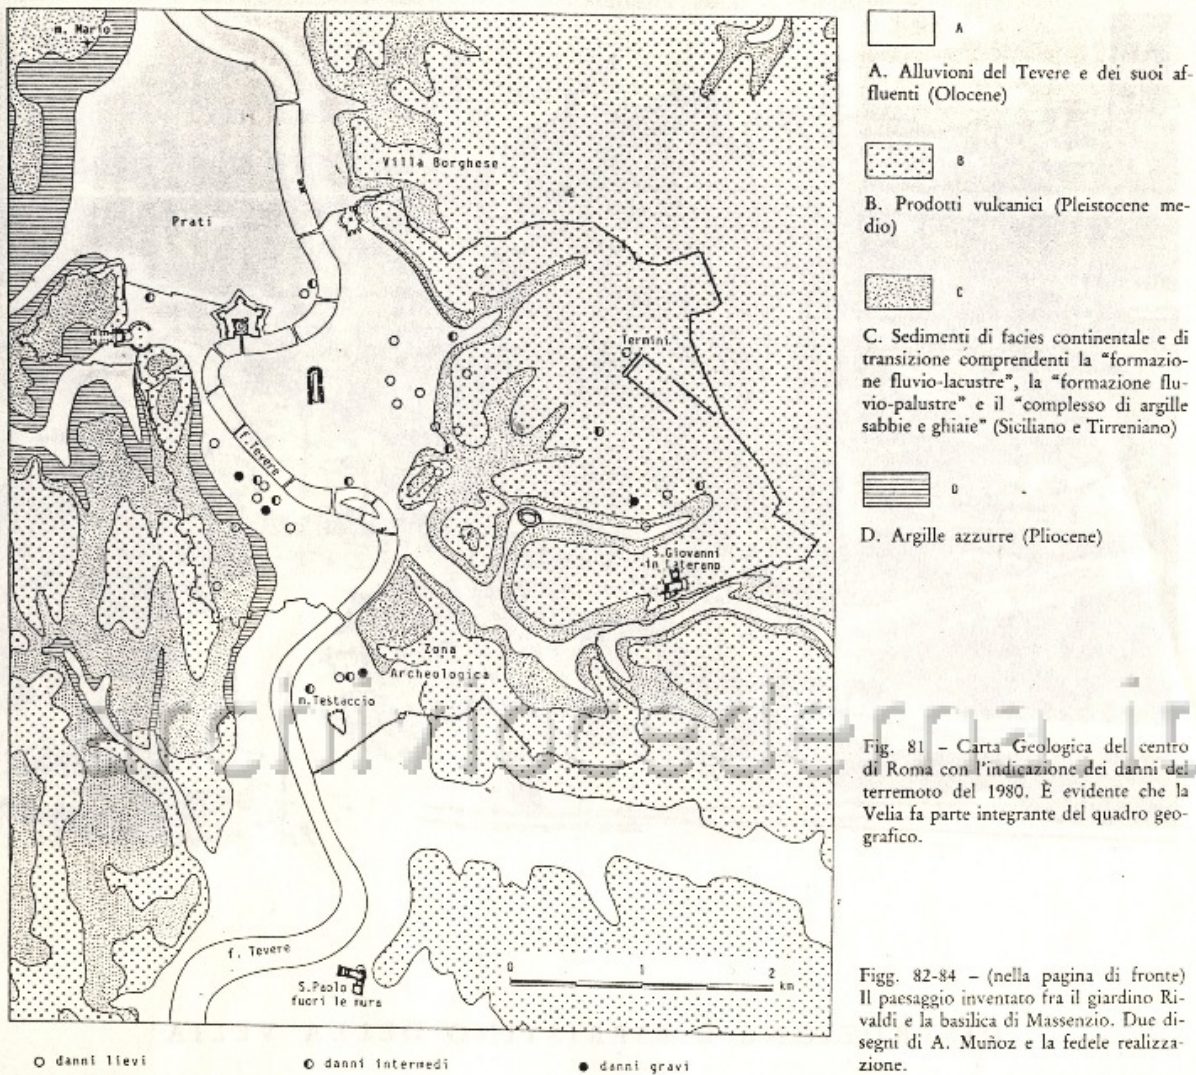 m. Mario
Villa Borghese
Prati
Termini
f. Tevere
S.Giovanni
in Laterano
Zona
Archeologica
m.Testaccio
f. Tevere
S.Paolo
fuori le mura
0 1 2
km
○ danni lievi
◐ danni intermedi
● danni gravi
A
A. Alluvioni del Tevere e dei suoi af-
fluenti (Olocene)
B
B. Prodotti vulcanici (Pleistocene me-
dio)
C
C. Sedimenti di facies continentale e di
transizione comprendenti la "formazio-
ne fluvio-lacustre", la "formazione flu-
vio-palustre" e il "complesso di argille
sabbie e ghiaie" (Siciliano e Tirreniano)
D
D. Argille azzurre (Pliocene)
Fig. 81 – Carta Geologica del centro
di Roma con l'indicazione dei danni del
terremoto del 1980. È evidente che la
Velia fa parte integrante del quadro geo-
grafico.
Figg. 82-84 – (nella pagina di fronte)
Il paesaggio inventato fra il giardino Ri-
valdi e la basilica di Massenzio. Due di-
segni di A. Muñoz e la fedele realizza-
zione.
archiviocederna.it